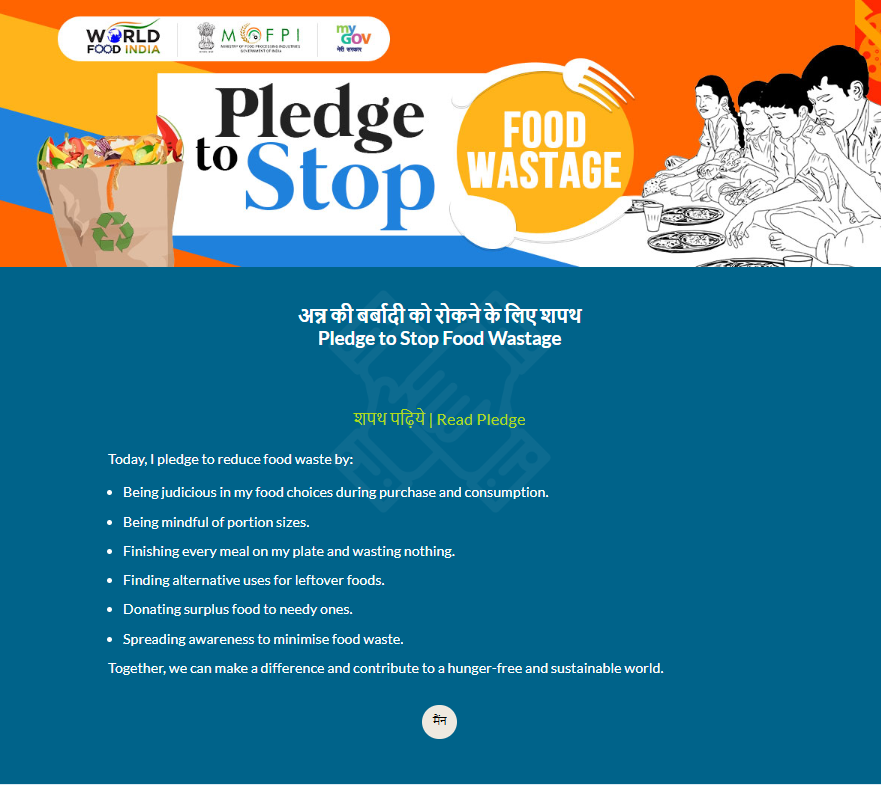 WORLD
FOOD INDIA
MOFPI
MINISTRY OF FOOD PROCESSING INDUSTRIES
GOVERNMENT OF INDIA
my
GOV
मेरी सरकार
Pledge
to Stop
FOOD
WASTAGE
अन्न की बर्बादी को रोकने के लिए शपथ
Pledge to Stop Food Wastage
शपथ पढ़िये | Read Pledge
Today, I pledge to reduce food waste by:
• Being judicious in my food choices during purchase and consumption.
• Being mindful of portion sizes.
• Finishing every meal on my plate and wasting nothing.
• Finding alternative uses for leftover foods.
• Donating surplus food to needy ones.
• Spreading awareness to minimise food waste.
Together, we can make a difference and contribute to a hunger-free and sustainable world.
मैंन